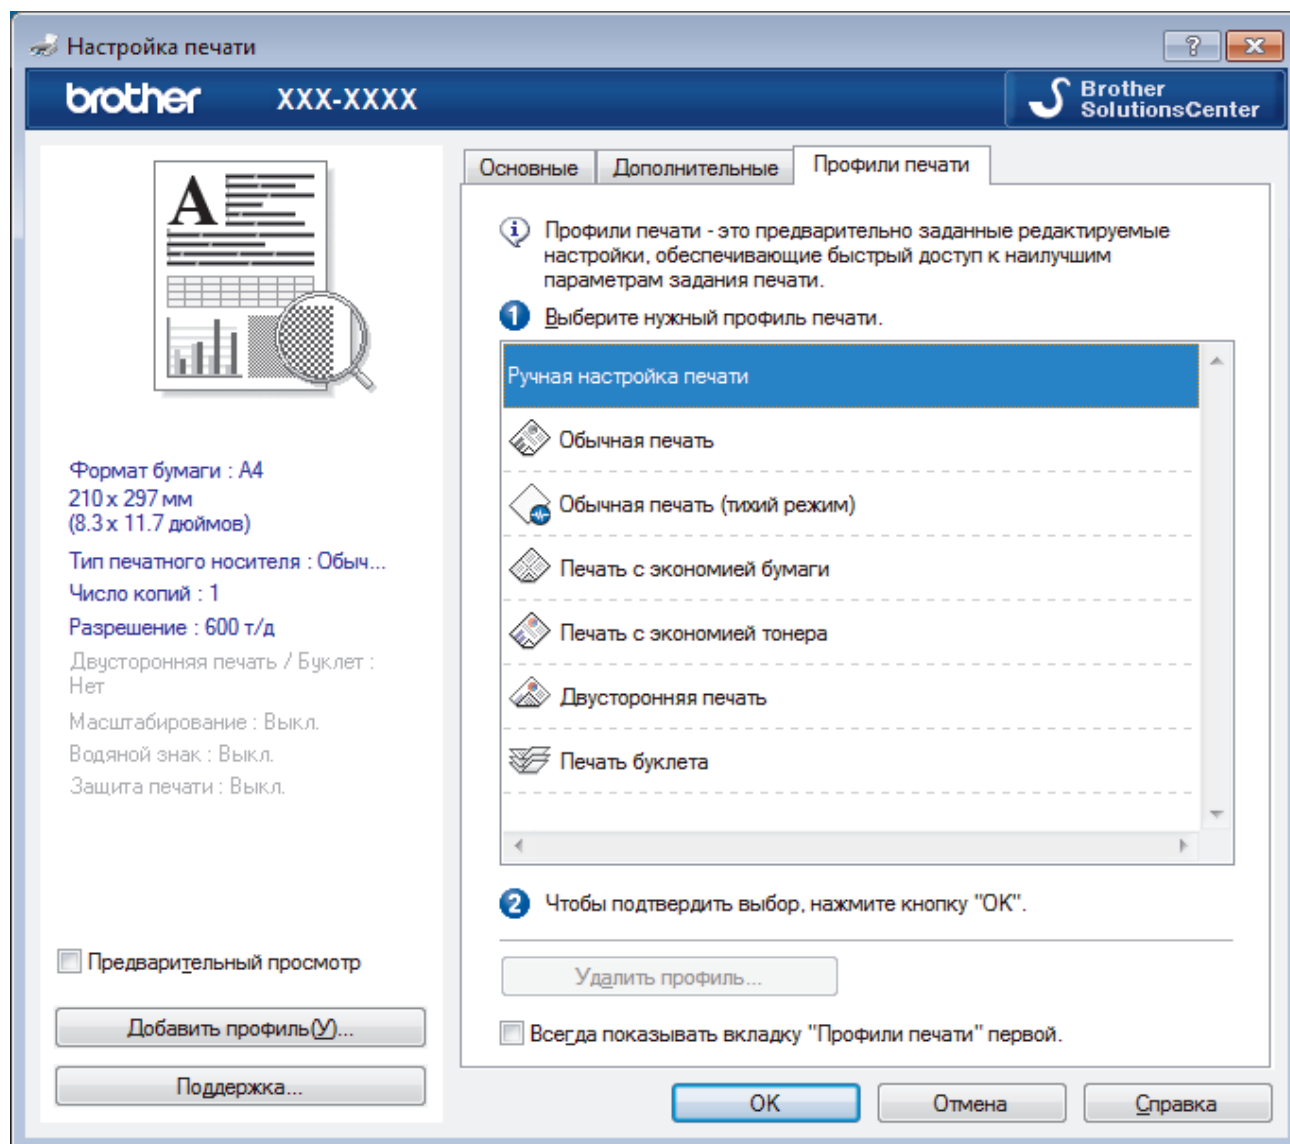 Настройка печати
brother XXX-XXXX
Brother
SolutionsCenter
A
Формат бумаги : A4
210 x 297 мм
(8.3 x 11.7 дюймов)
Тип печатного носителя : Обыч...
Число копий : 1
Разрешение : 600 т/д
Двусторонняя печать / Буклет :
Нет
Масштабирование : Выкл.
Водяной знак : Выкл.
Защита печати : Выкл.
Предварительный просмотр
Добавить профиль(У)...
Поддержка...
Основные Дополнительные Профили печати
Профили печати - это предварительно заданные редактируемые
настройки, обеспечивающие быстрый доступ к наилучшим
параметрам задания печати.
1 Выберите нужный профиль печати.
Ручная настройка печати
Обычная печать
Обычная печать (тихий режим)
Печать с экономией бумаги
Печать с экономией тонера
Двусторонняя печать
Печать буклета
2 Чтобы подтвердить выбор, нажмите кнопку "OK".
Удалить профиль...
Всегда показывать вкладку "Профили печати" первой.
OK Отмена Справка